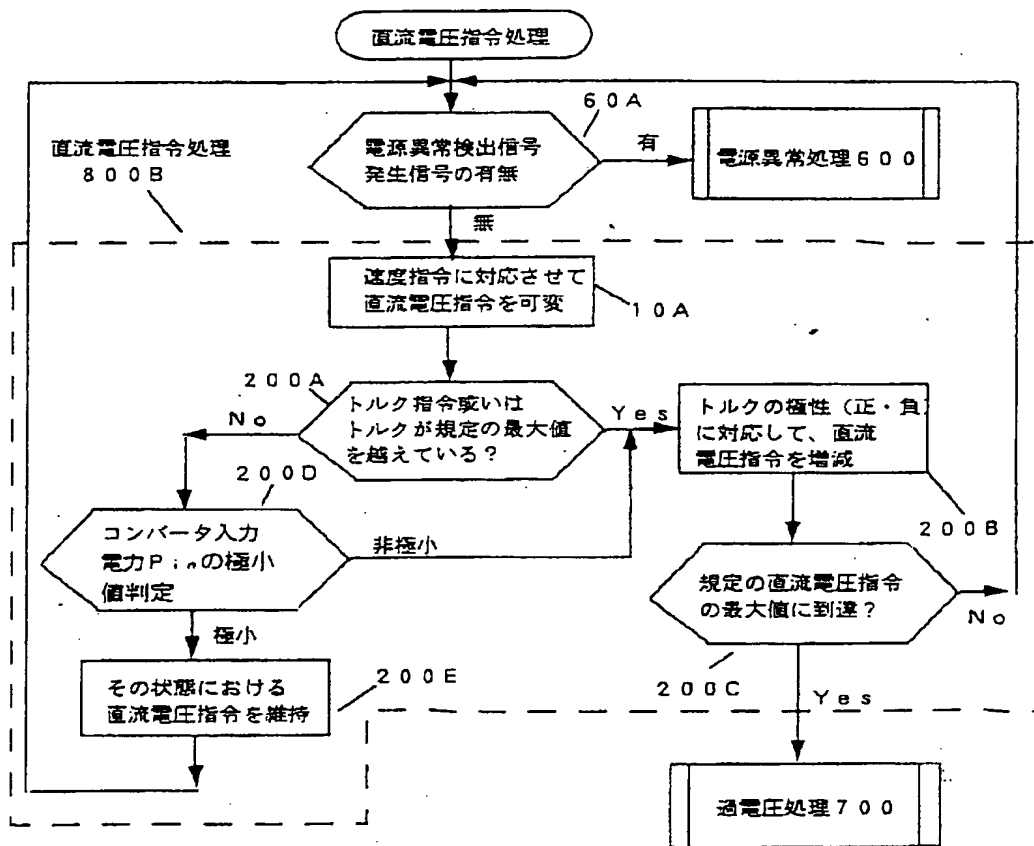 直流電圧指令処理
60A
電源異常検出信号
発生信号の有無
有
電源異常処理600
直流電圧指令処理
800B
無
速度指令に対応させて
直流電圧指令を可変
10A
200A
トルク指令或いは
トルクが規定の最大値
を越えている?
No
Yes
トルクの極性(正・負)
に対応して、直流
電圧指令を増減
200B
200D
コンバータ入力
電力Pinの極小
値判定
非極小
極小
規定の直流電圧指令
の最大値に到達?
No
200C
Yes
その状態における
直流電圧指令を維持
200E
過電圧処理700